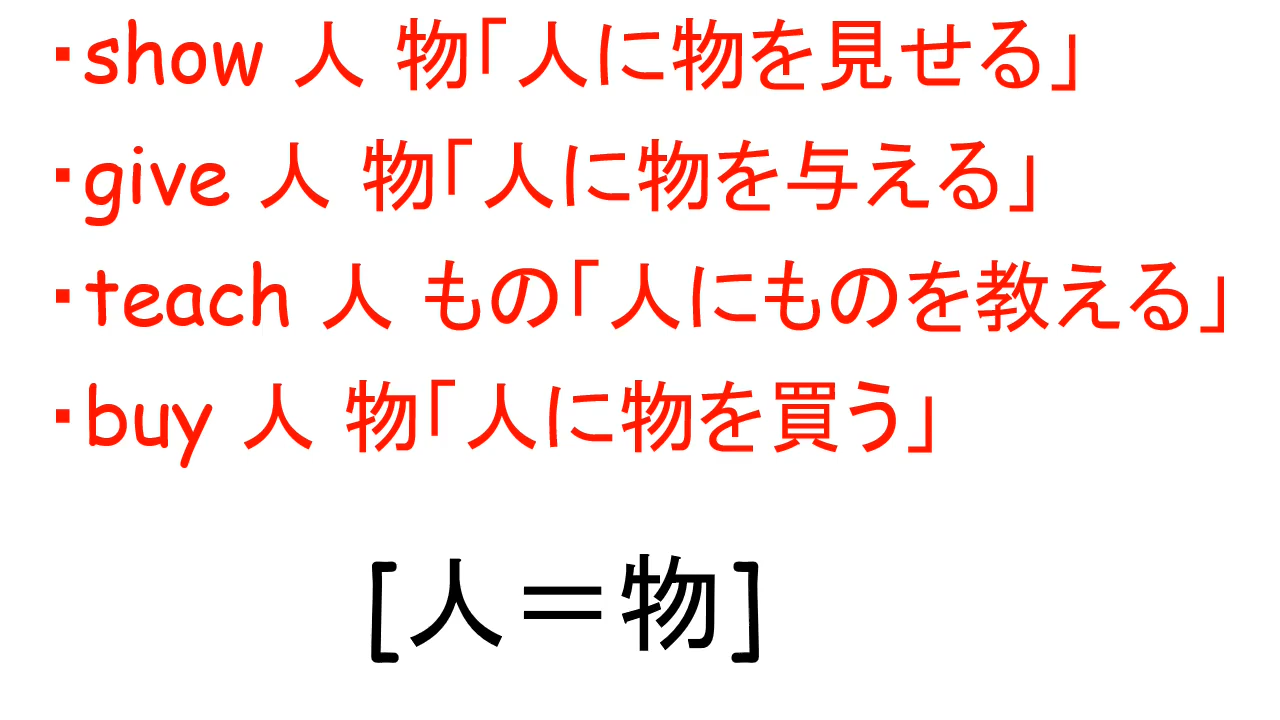 ・show 人 物「人に物を見せる」
・give 人 物「人に物を与える」
・teach 人 もの「人にものを教える」
・buy 人 物「人に物を買う」
[人＝物]